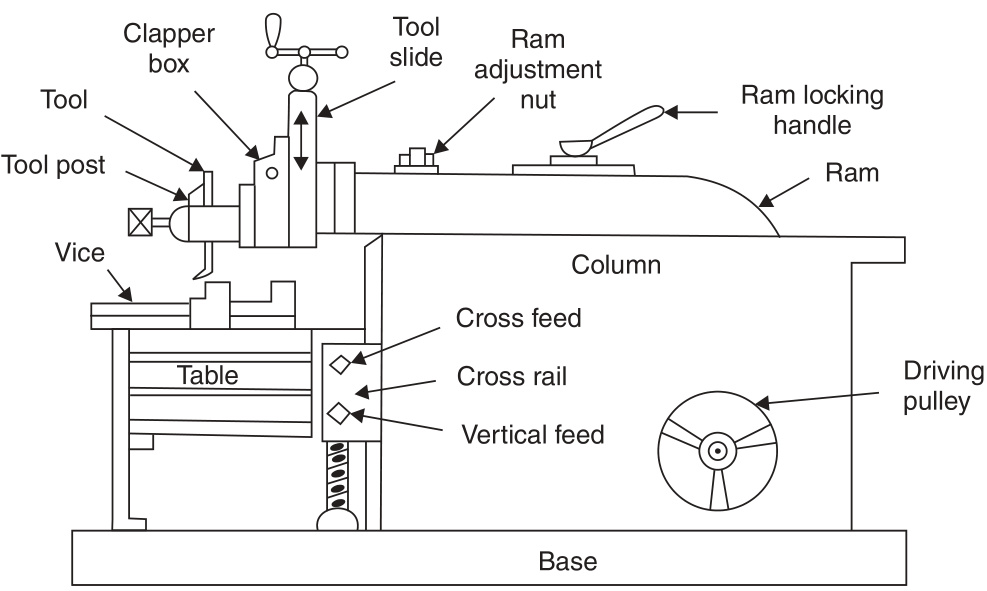 Clapper
box
Tool
slide
Ram
adjustment
nut
Tool
Ram locking
handle
Tool post
Ram
Vice
Column
Cross feed
Table
Cross rail
Driving
pulley
Vertical feed
Base